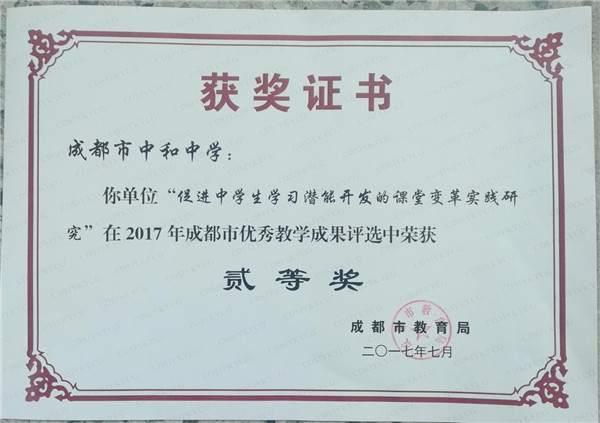 获奖证书
成都市中和中学：
你单位“促进中学生学习潜能开发的课堂变革实践研
究”在2017年成都市优秀教学成果评选中荣获
贰等奖
成都市教育局
二〇一七年七月